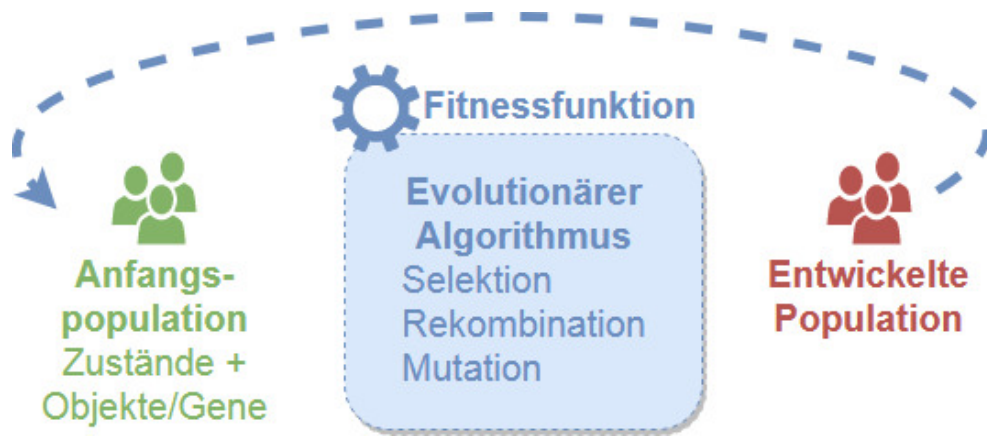 Fitnessfunktion
Evolutionärer
Algorithmus
Selektion
Rekombination
Mutation
Anfangs-
population
Zustände +
Objekte/Gene
Entwickelte
Population